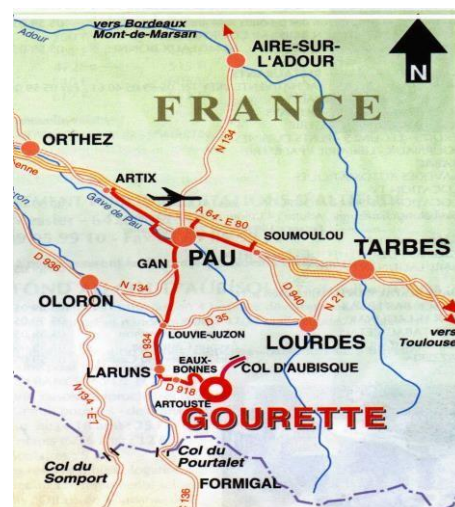 vers Bordeaux
Mont-de-Marsan
Adour
AIRE-SUR-
L'ADOUR
N
FRANCE
N 134
ORTHEZ
ARTIX
Gave de Pau
A 64 - E 80
SOUMOULOU
TARBES
PAU
GAN
D 936
N 134
OLORON
D 940
N 21
D 35
LOUVIE-JUZON
LOURDES
vers
Toulouse
D 934
EAUX-
BONNES
COL D'AUBISQUE
LARUNS
D 918
ARTOUSTE
GOURETTE
N 134 - E7
Col du
Somport
Col du
Pourtalet
FORMIGAL
136